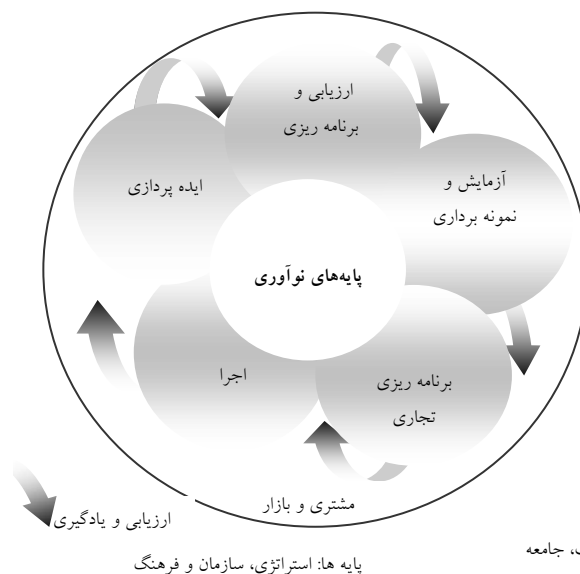 ارزیابی و
برنامه ریزی
ایده پردازی
آزمایش و
نمونه برداری
پایه‌های نوآوری
اجرا
برنامه ریزی
تجاری
مشتری و بازار
ارزیابی و یادگیری
جامعه
پایه ها: استراتژی، سازمان و فرهنگ